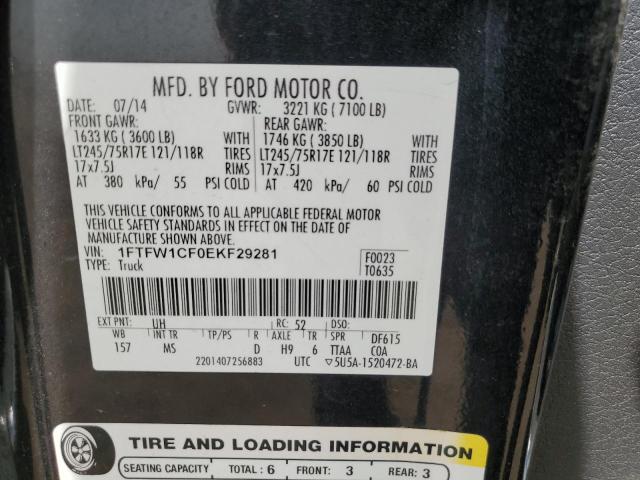 MFD. BY FORD MOTOR CO.
DATE: 07/14 GVWR: 3221 KG ( 7100 LB)
FRONT GAWR: REAR GAWR:
1633 KG ( 3600 LB) WITH 1746 KG ( 3850 LB) WITH
LT245/75R17E 121/118R TIRES LT245/75R17E 121/118R TIRES
17x7.5J RIMS 17x7.5J RIMS
AT 380 kPa/ 55 PSI COLD AT 420 kPa/ 60 PSI COLD
THIS VEHICLE CONFORMS TO ALL APPLICABLE FEDERAL MOTOR
VEHICLE SAFETY STANDARDS IN EFFECT ON THE DATE OF
MANUFACTURE SHOWN ABOVE.
VIN: 1FTFW1CF0EKF29281 F0023
TYPE: Truck T0635
EXT PNT: UH RC: 52 DSO:
WB INT TR TP/PS R AXLE TR SPR DF615
157 MS D H9 6 TTAA COA
2201407256883 UTC ▽5U5A-1520472-BA
TIRE AND LOADING INFORMATION
SEATING CAPACITY TOTAL : 6 FRONT: 3 REAR: 3